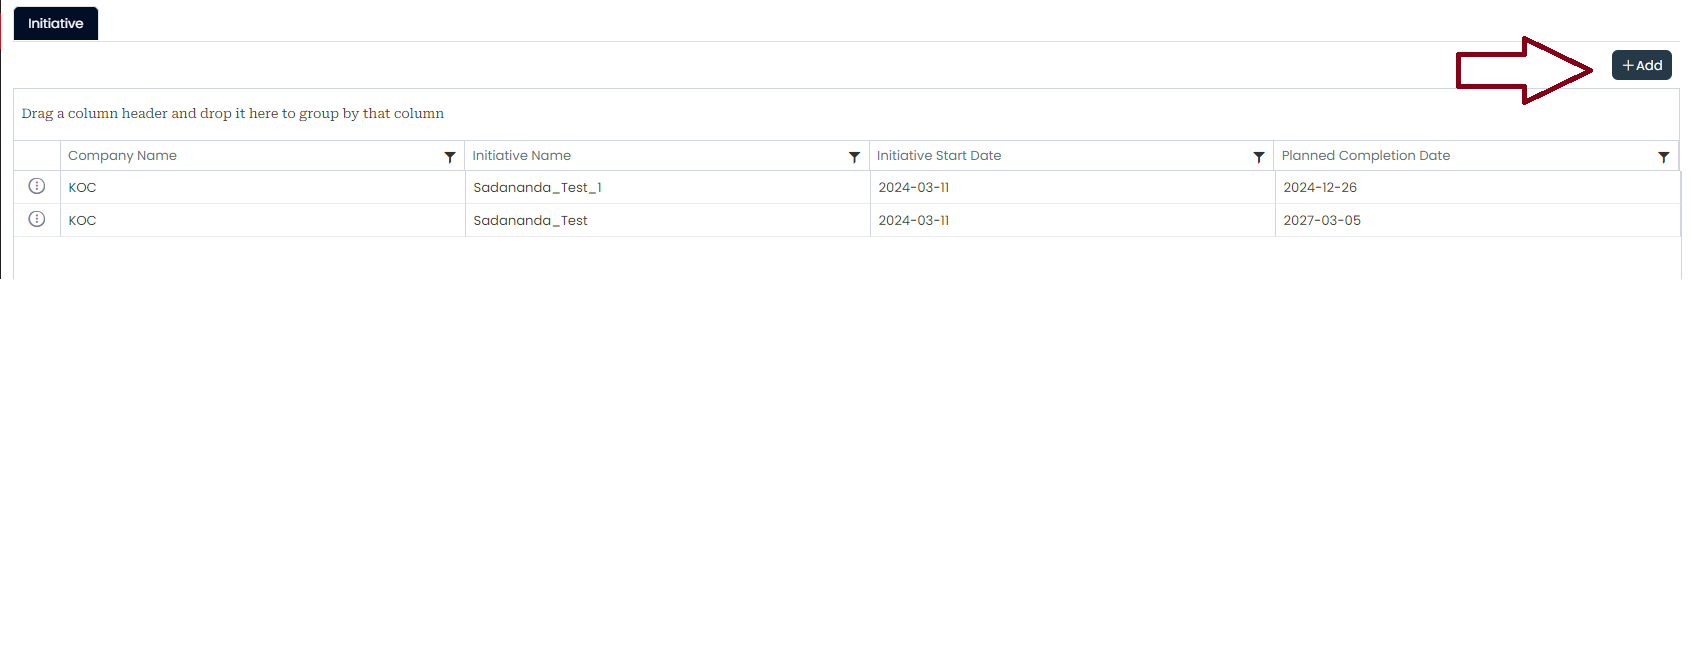 Initiative
+Add
Drag a column header and drop it here to group by that column
Company Name Initiative Name Initiative Start Date Planned Completion Date
KOC Sadananda_Test_1 2024-03-11 2024-12-26
KOC Sadananda_Test 2024-03-11 2027-03-05